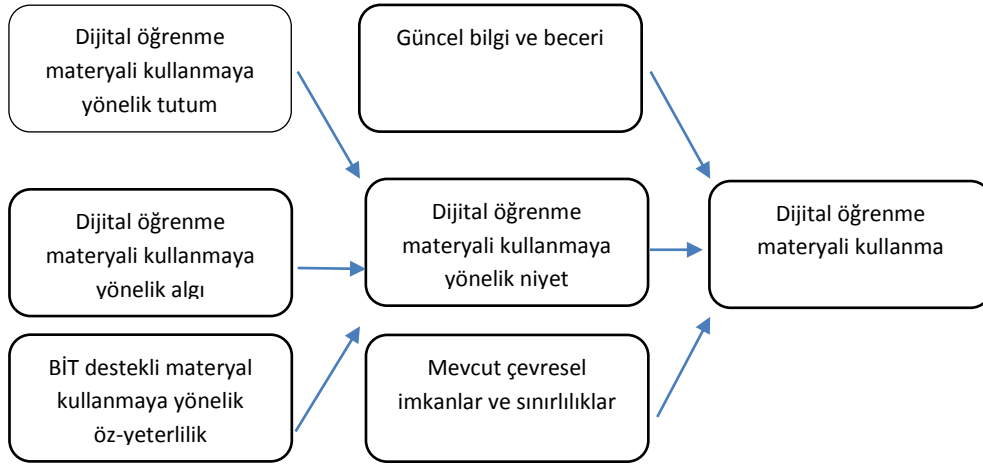 Dijital öğrenme
materyali kullanmaya
yönelik tutum
Güncel bilgi ve beceri
Dijital öğrenme
materyali kullanmaya
yönelik algı
Dijital öğrenme
materyali kullanmaya
yönelik niyet
Dijital öğrenme
materyali kullanma
BİT destekli materyal
kullanmaya yönelik
öz-yeterlilik
Mevcut çevresel
imkanlar ve sınırlılıklar